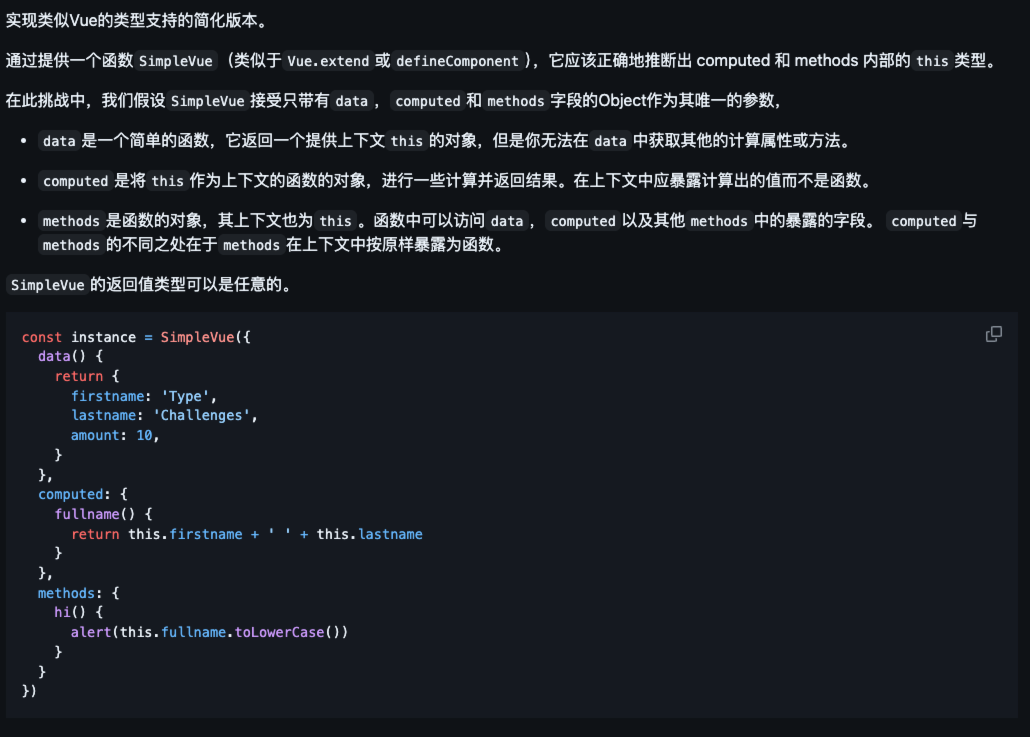 实现类似Vue的类型支持的简化版本。
通过提供一个函数 SimpleVue （类似于 Vue.extend 或 defineComponent ），它应该正确地推断出 computed 和 methods 内部的 this 类型。
在此挑战中，我们假设 SimpleVue 接受只带有 data ， computed 和 methods 字段的Object作为其唯一的参数，
• data 是一个简单的函数，它返回一个提供上下文 this 的对象，但是你无法在 data 中获取其他的计算属性或方法。
• computed 是将 this 作为上下文的函数的对象，进行一些计算并返回结果。在上下文中应暴露计算出的值而不是函数。
• methods 是函数的对象，其上下文也为 this 。函数中可以访问 data ， computed 以及其他 methods 中的暴露的字段。 computed 与
methods 的不同之处在于 methods 在上下文中按原样暴露为函数。
SimpleVue 的返回值类型可以是任意的。
const instance = SimpleVue({
  data() {
    return {
      firstname: 'Type',
      lastname: 'Challenges',
      amount: 10,
    }
  },
  computed: {
    fullname() {
      return this.firstname + ' ' + this.lastname
    }
  },
  methods: {
    hi() {
      alert(this.fullname.toLowerCase())
    }
  }
})